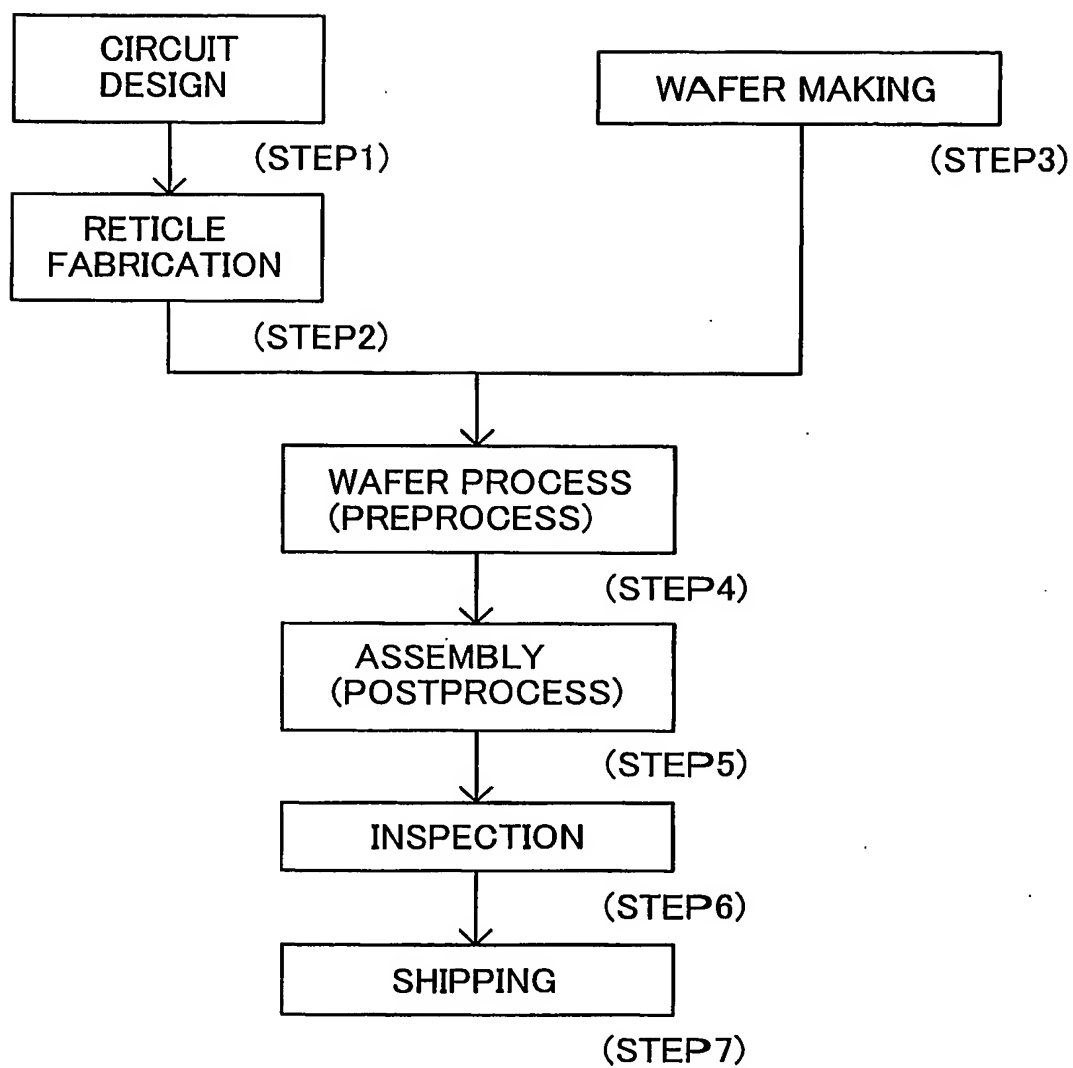 CIRCUIT
DESIGN
(STEP1)
WAFER MAKING
(STEP3)
RETICLE
FABRICATION
(STEP2)
WAFER PROCESS
(PREPROCESS)
(STEP4)
ASSEMBLY
(POSTPROCESS)
(STEP5)
INSPECTION
(STEP6)
SHIPPING
(STEP7)